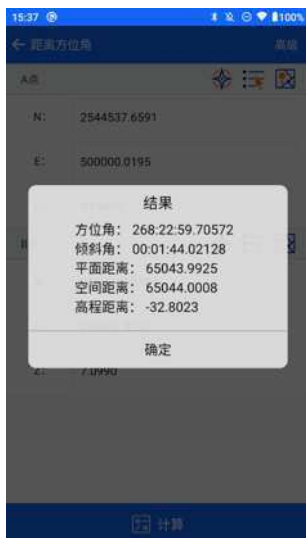 15:37 100%
← 距离方位角 高级
A点
N: 2544537.6591
E: 500000.0195
结果
方位角： 268:22:59.70572
倾斜角： 00:01:44.02128
平面距离： 65043.9925
空间距离： 65044.0008
高程距离： -32.8023
确定
Z: 7.0990
计算